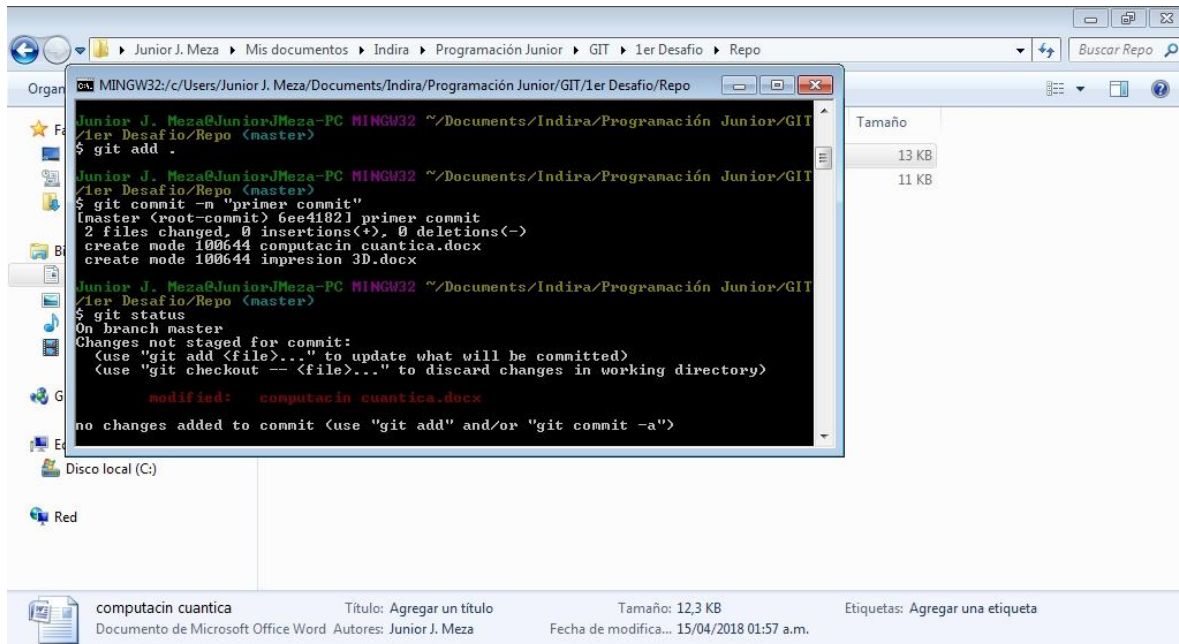 Junior J. Meza ▸ Mis documentos ▸ Indira ▸ Programación Junior ▸ GIT ▸ 1er Desafio ▸ Repo
Buscar Repo
Organ
MINGW32:/c/Users/Junior J. Meza/Documents/Indira/Programación Junior/GIT/1er Desafio/Repo
Junior J. Meza@JuniorJMeza-PC MINGW32 ~/Documents/Indira/Programación Junior/GIT
/1er Desafio/Repo (master)
$ git add .
Junior J. Meza@JuniorJMeza-PC MINGW32 ~/Documents/Indira/Programación Junior/GIT
/1er Desafio/Repo (master)
$ git commit -m "primer commit"
[master (root-commit) 6ee4182] primer commit
2 files changed, 0 insertions(+), 0 deletions(-)
create mode 100644 computacin cuantica.docx
create mode 100644 impresion 3D.docx
Junior J. Meza@JuniorJMeza-PC MINGW32 ~/Documents/Indira/Programación Junior/GIT
/1er Desafio/Repo (master)
$ git status
On branch master
Changes not staged for commit:
(use "git add <file>..." to update what will be committed)
(use "git checkout -- <file>..." to discard changes in working directory)
modified: computacin cuantica.docx
no changes added to commit (use "git add" and/or "git commit -a")
Tamaño
13 KB
11 KB
Fa
Bi
G
Ec
Disco local (C:)
Red
computacin cuantica Título: Agregar un título Tamaño: 12,3 KB Etiquetas: Agregar una etiqueta
Documento de Microsoft Office Word Autores: Junior J. Meza Fecha de modifica... 15/04/2018 01:57 a.m.